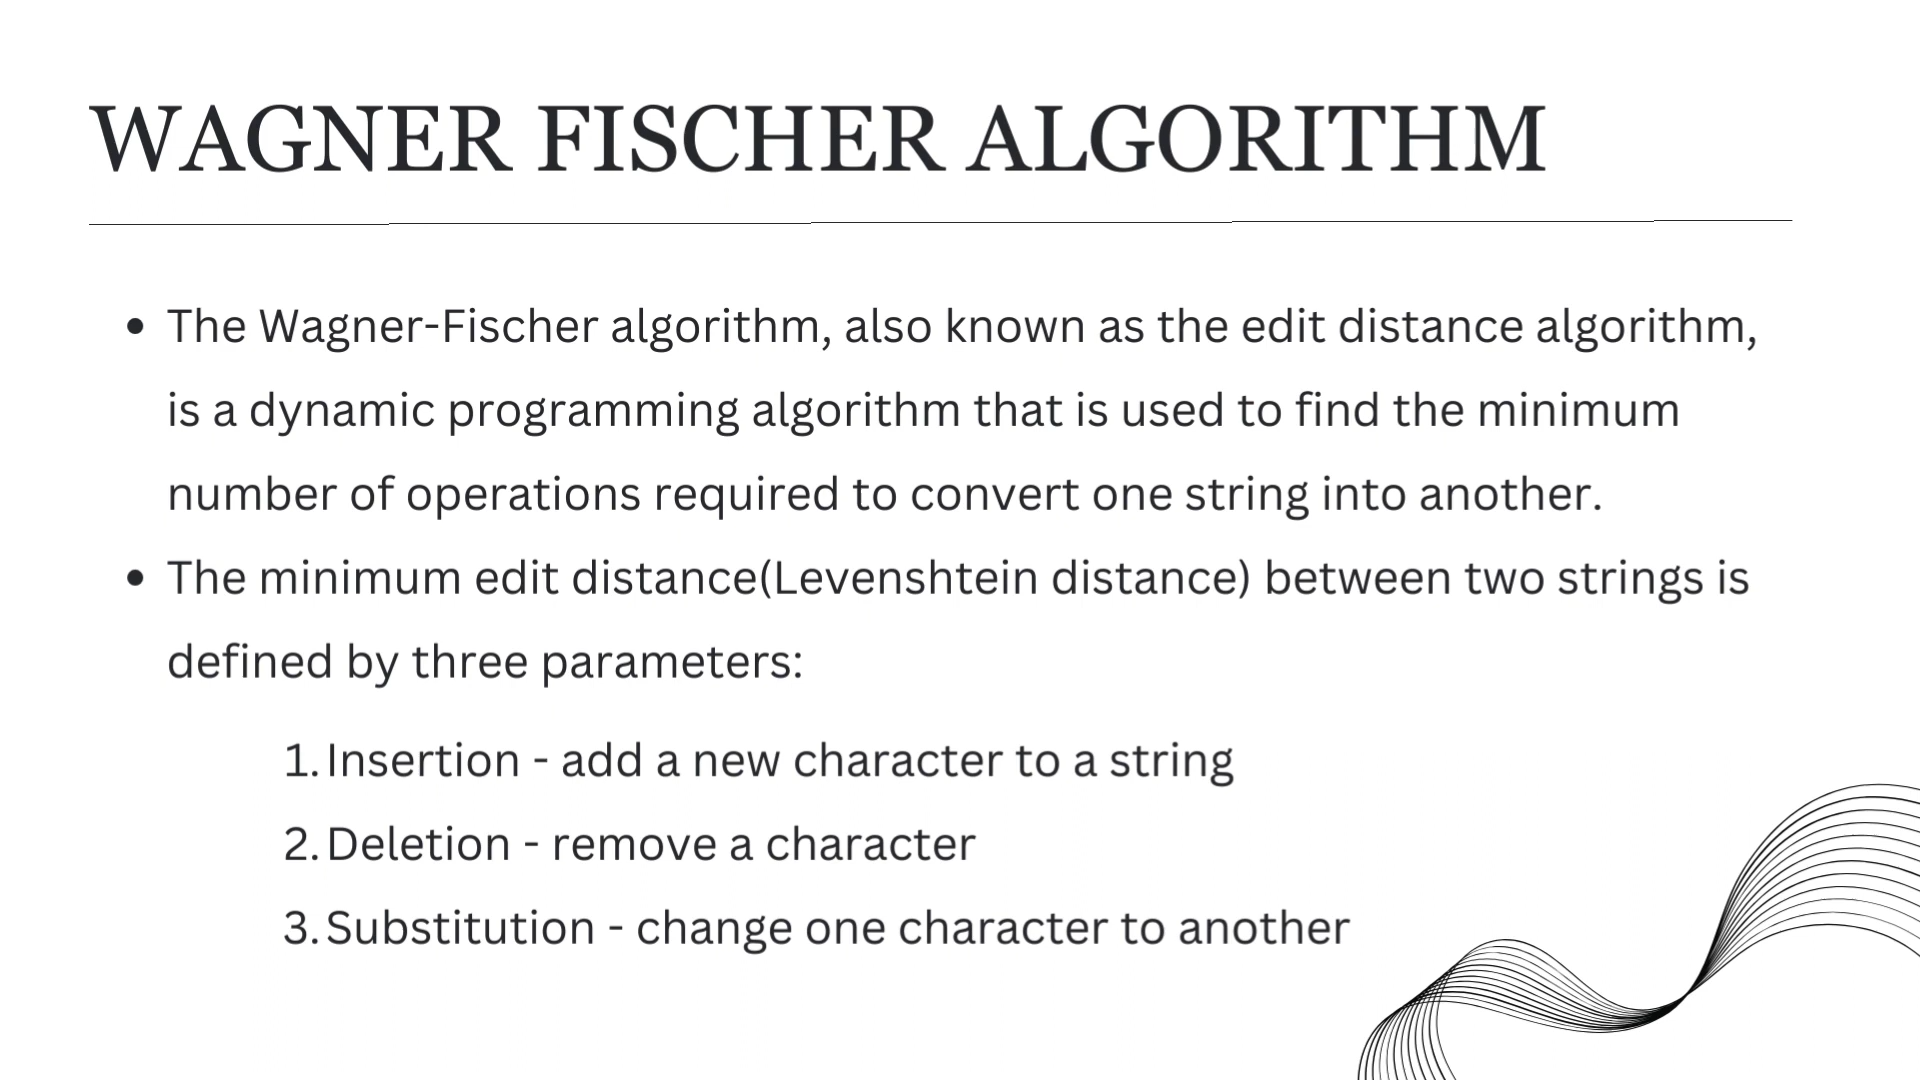 WAGNER FISCHER ALGORITHM
• The Wagner-Fischer algorithm, also known as the edit distance algorithm,
is a dynamic programming algorithm that is used to find the minimum
number of operations required to convert one string into another.
• The minimum edit distance(Levenshtein distance) between two strings is
defined by three parameters:
1. Insertion - add a new character to a string
2. Deletion - remove a character
3. Substitution - change one character to another